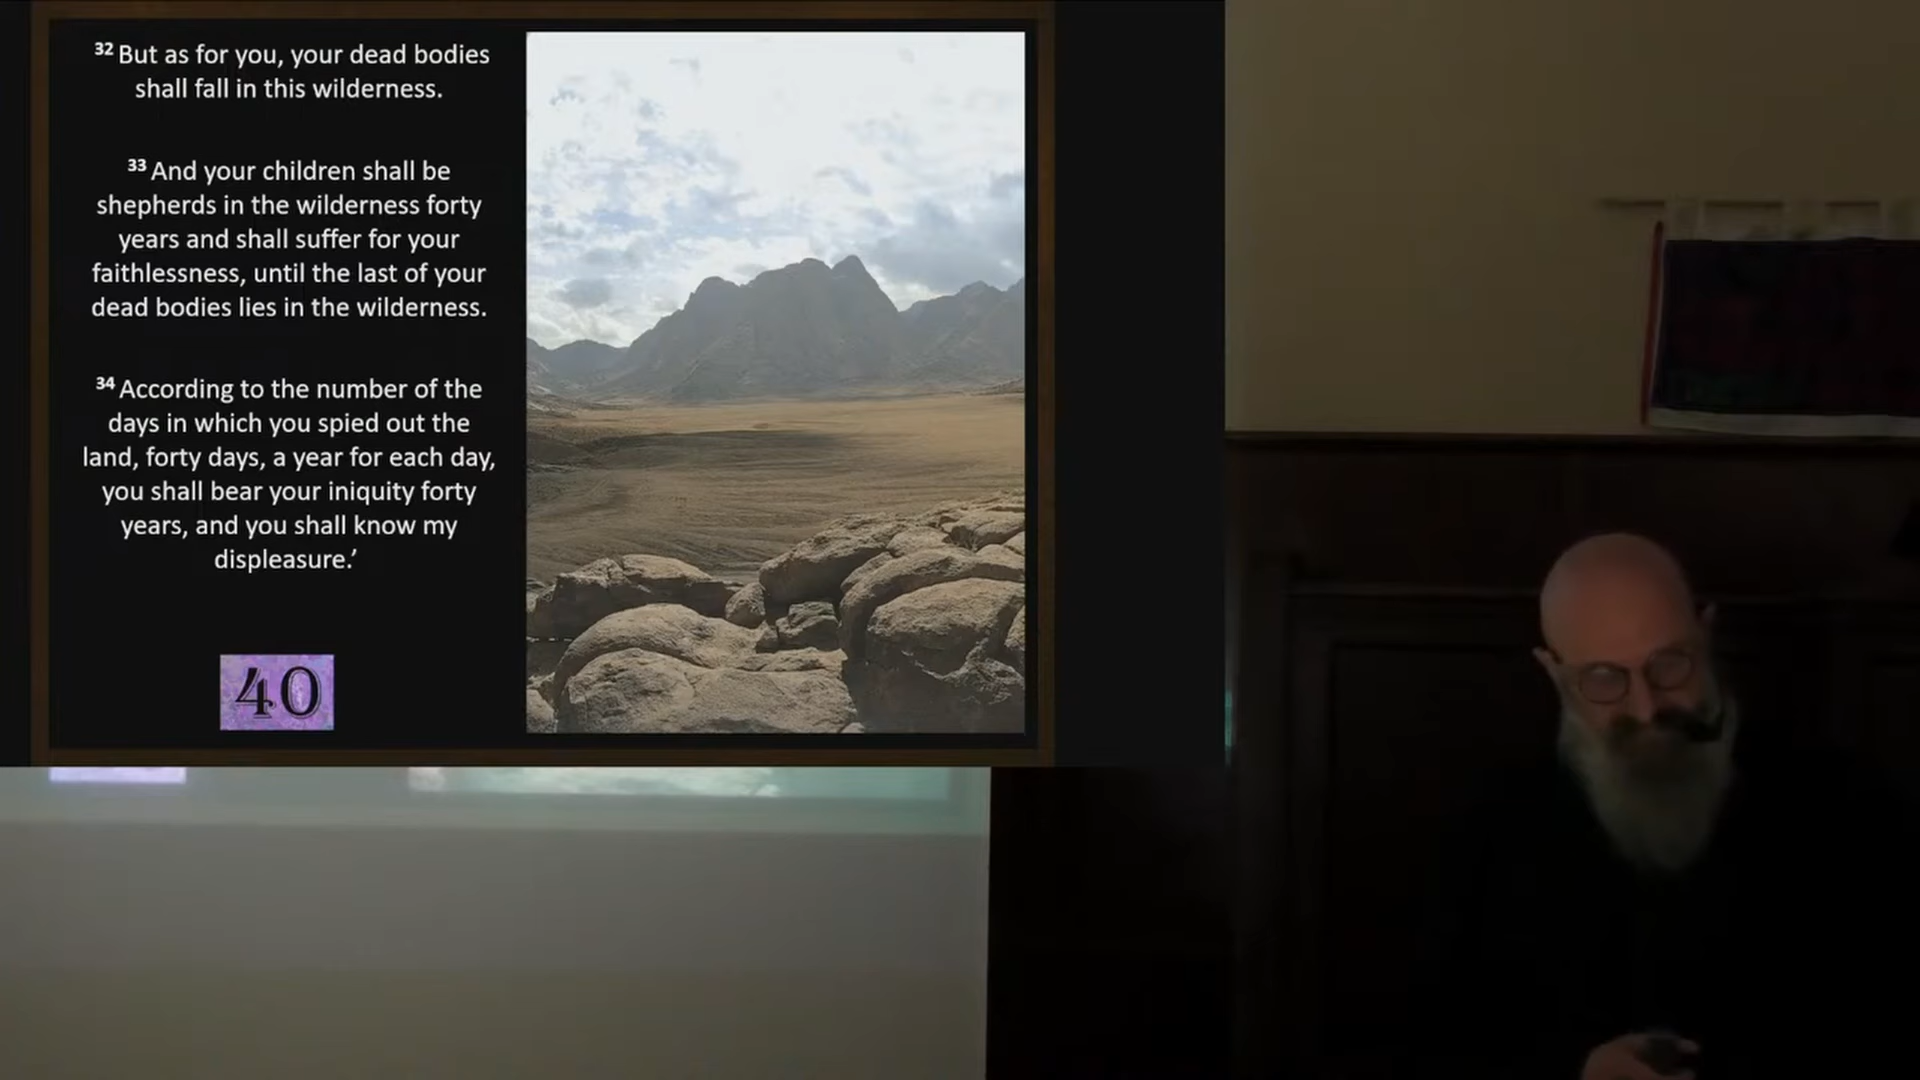 32 But as for you, your dead bodies
shall fall in this wilderness.
33 And your children shall be
shepherds in the wilderness forty
years and shall suffer for your
faithlessness, until the last of your
dead bodies lies in the wilderness.
34 According to the number of the
days in which you spied out the
land, forty days, a year for each day,
you shall bear your iniquity forty
years, and you shall know my
displeasure.’
40